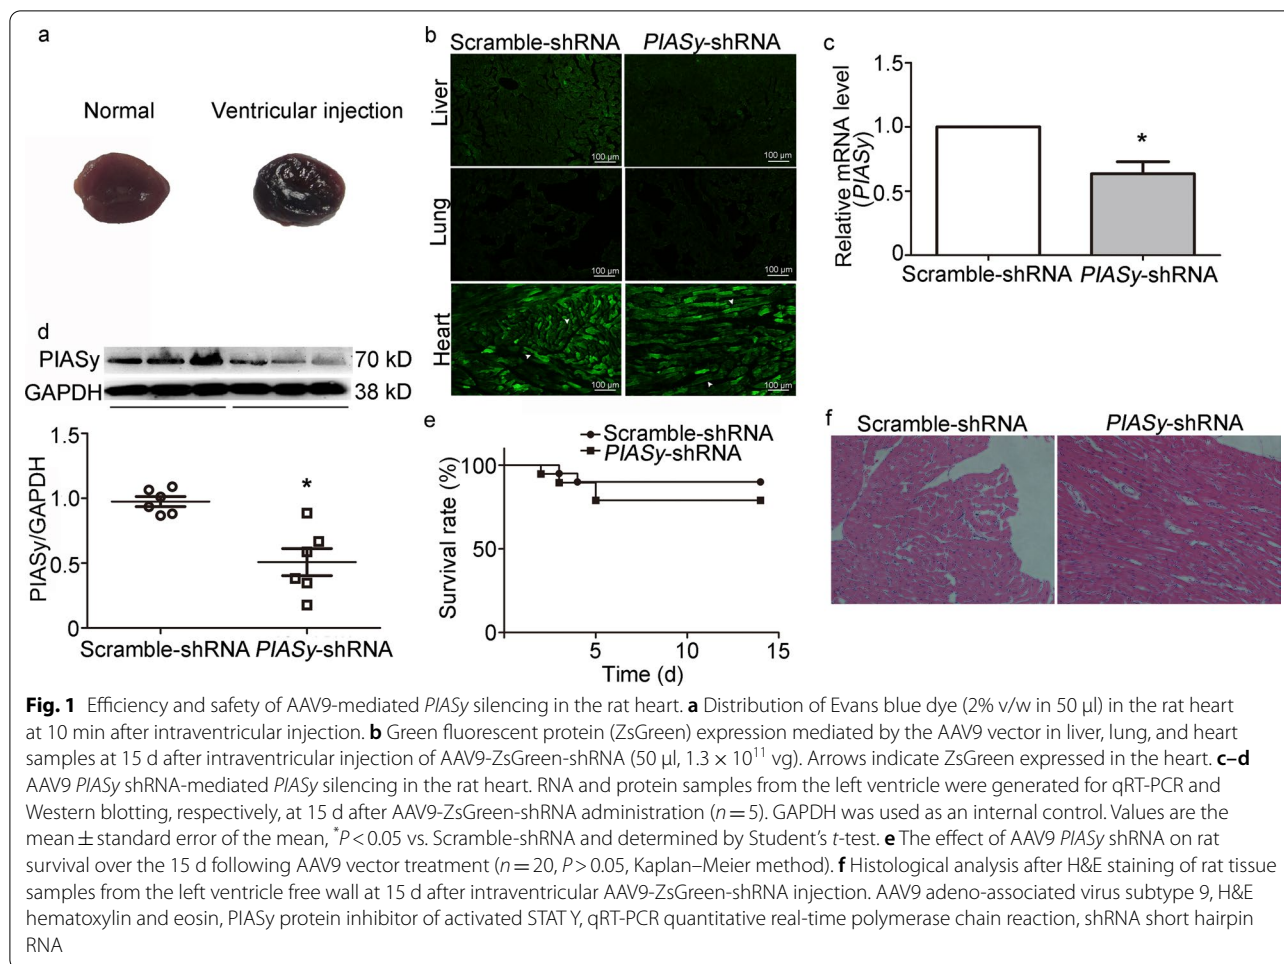 a
Normal
Ventricular injection
b
Scramble-shRNA
PIASy-shRNA
Liver
100 µm
100 µm
Lung
100 µm
100 µm
Heart
100 µm
100 µm
c
Relative mRNA level
(PIASy)
1.5
1.0
0.5
0
Scramble-shRNA
PIASy-shRNA
*
d
PIASy
70 kD
GAPDH
38 kD
PIASy/GAPDH
1.5
1.0
0.5
0
*
Scramble-shRNA
PIASy-shRNA
e
Scramble-shRNA
PIASy-shRNA
Survival rate (%)
100
50
0
5
10
15
Time (d)
f
Scramble-shRNA
PIASy-shRNA
Fig. 1 Efficiency and safety of AAV9-mediated PIASy silencing in the rat heart. a Distribution of Evans blue dye (2% v/w in 50 µl) in the rat heart
at 10 min after intraventricular injection. b Green fluorescent protein (ZsGreen) expression mediated by the AAV9 vector in liver, lung, and heart
samples at 15 d after intraventricular injection of AAV9-ZsGreen-shRNA (50 µl, 1.3 × 10¹¹ vg). Arrows indicate ZsGreen expressed in the heart. c–d
AAV9 PIASy shRNA-mediated PIASy silencing in the rat heart. RNA and protein samples from the left ventricle were generated for qRT-PCR and
Western blotting, respectively, at 15 d after AAV9-ZsGreen-shRNA administration (n = 5). GAPDH was used as an internal control. Values are the
mean ± standard error of the mean, *P < 0.05 vs. Scramble-shRNA and determined by Student's t-test. e The effect of AAV9 PIASy shRNA on rat
survival over the 15 d following AAV9 vector treatment (n = 20, P > 0.05, Kaplan–Meier method). f Histological analysis after H&E staining of rat tissue
samples from the left ventricle free wall at 15 d after intraventricular AAV9-ZsGreen-shRNA injection. AAV9 adeno-associated virus subtype 9, H&E
hematoxylin and eosin, PIASy protein inhibitor of activated STAT Y, qRT-PCR quantitative real-time polymerase chain reaction, shRNA short hairpin
RNA